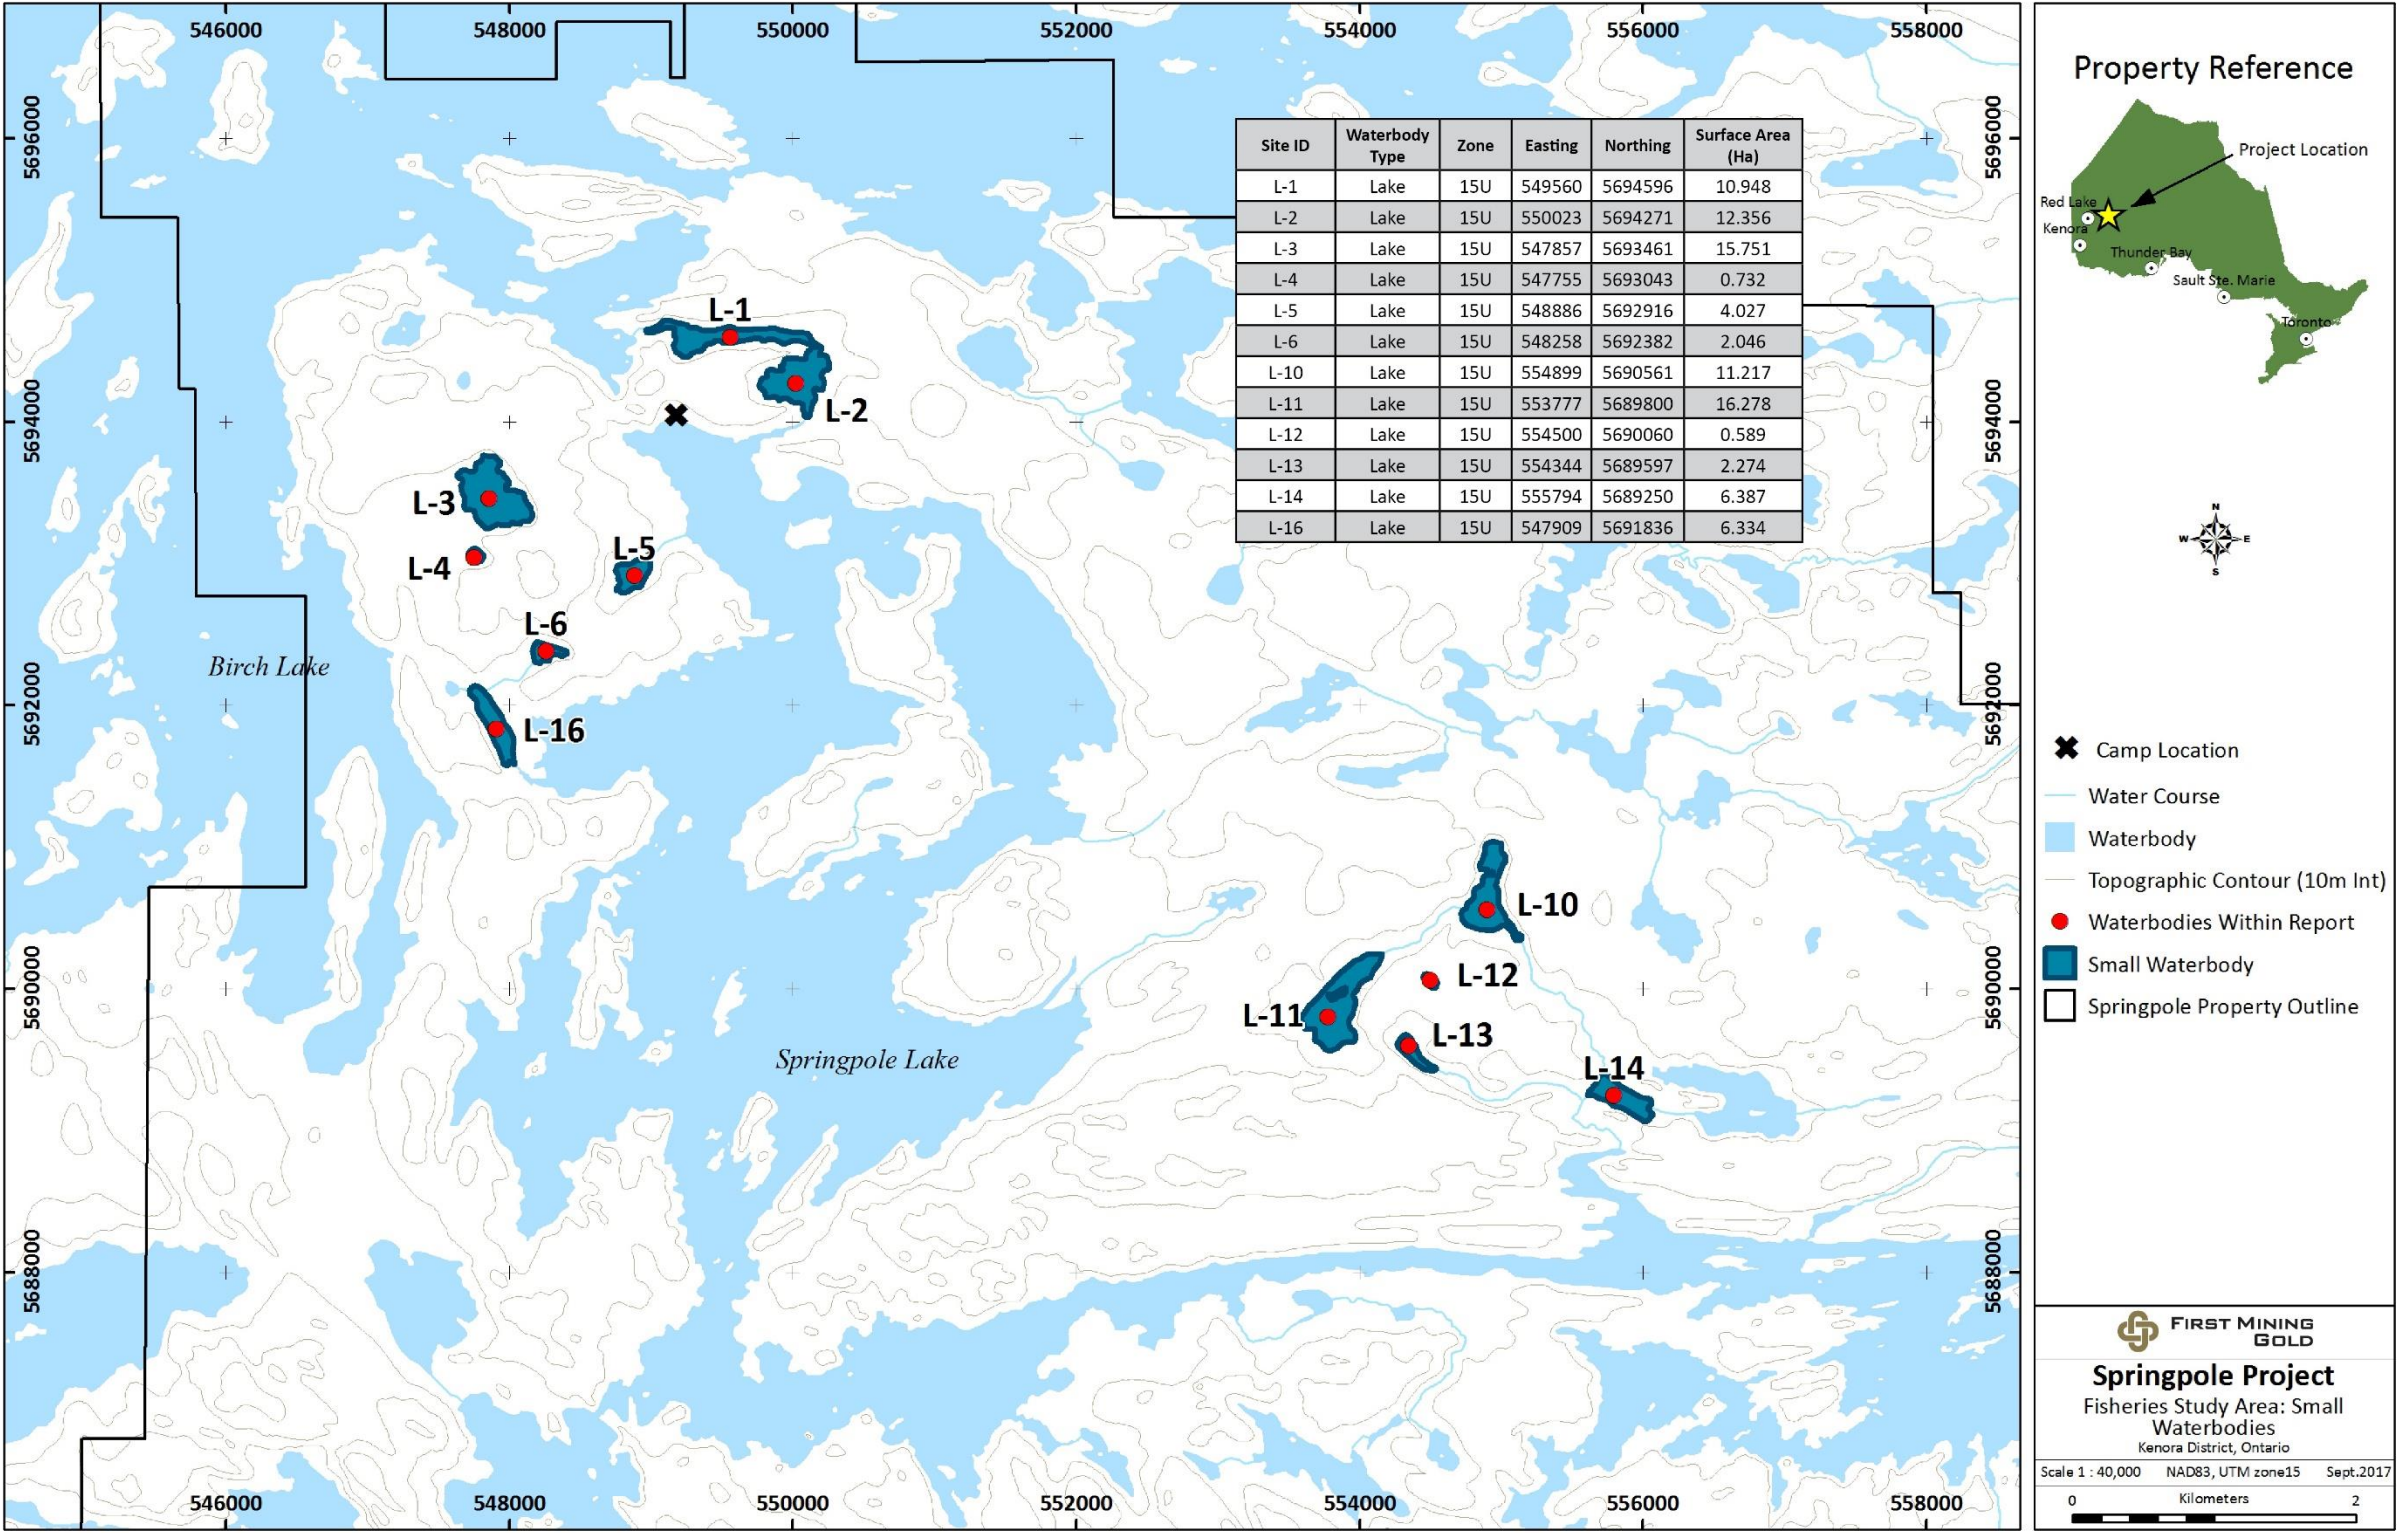 546000 548000 550000 552000 554000 556000 558000
5696000
5694000
5692000
5690000
5688000
Site ID Waterbody Type Zone Easting Northing Surface Area (Ha)
L-1 Lake 15U 549560 5694596 10.948
L-2 Lake 15U 550023 5694271 12.356
L-3 Lake 15U 547857 5693461 15.751
L-4 Lake 15U 547755 5693043 0.732
L-5 Lake 15U 548886 5692916 4.027
L-6 Lake 15U 548258 5692382 2.046
L-10 Lake 15U 554899 5690561 11.217
L-11 Lake 15U 553777 5689800 16.278
L-12 Lake 15U 554500 5690060 0.589
L-13 Lake 15U 554344 5689597 2.274
L-14 Lake 15U 555794 5689250 6.387
L-16 Lake 15U 547909 5691836 6.334
L-1
L-2
L-3
L-4
L-5
L-6
Birch Lake
L-16
L-10
L-12
L-11
L-13
Springpole Lake
L-14
5696000
5694000
5692000
5690000
5688000
546000 548000 550000 552000 554000 556000 558000
Property Reference
Project Location
Red Lake
Kenora
Thunder Bay
Sault Ste. Marie
Toronto
N
W E
S
Camp Location
Water Course
Waterbody
Topographic Contour (10m Int)
Waterbodies Within Report
Small Waterbody
Springpole Property Outline
FIRST MINING
GOLD
Springpole Project
Fisheries Study Area: Small
Waterbodies
Kenora District, Ontario
Scale 1 : 40,000 NAD83, UTM zone15 Sept.2017
0 Kilometers 2